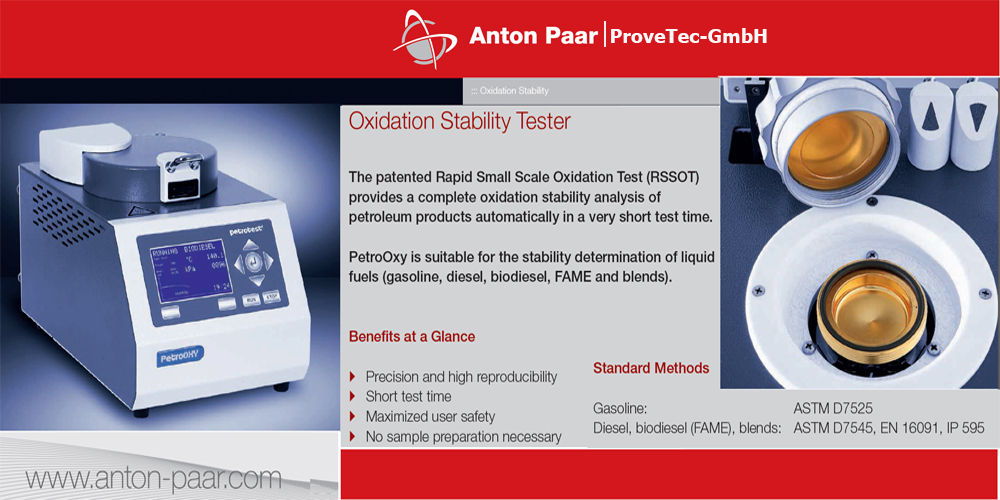 Anton Paar | ProveTec-GmbH
::: Oxidation Stability
Oxidation Stability Tester
The patented Rapid Small Scale Oxidation Test (RSSOT)
provides a complete oxidation stability analysis of
petroleum products automatically in a very short test time.
PetroOxy is suitable for the stability determination of liquid
fuels (gasoline, diesel, biodiesel, FAME and blends).
petrotest
RUNNING BIODIESEL
°C 140.1
kPa
19:24
RUN STOP
PetroOXY
Benefits at a Glance
Precision and high reproducibility
Short test time
Maximized user safety
No sample preparation necessary
Standard Methods
Gasoline: ASTM D7525
Diesel, biodiesel (FAME), blends: ASTM D7545, EN 16091, IP 595
www.anton-paar.com